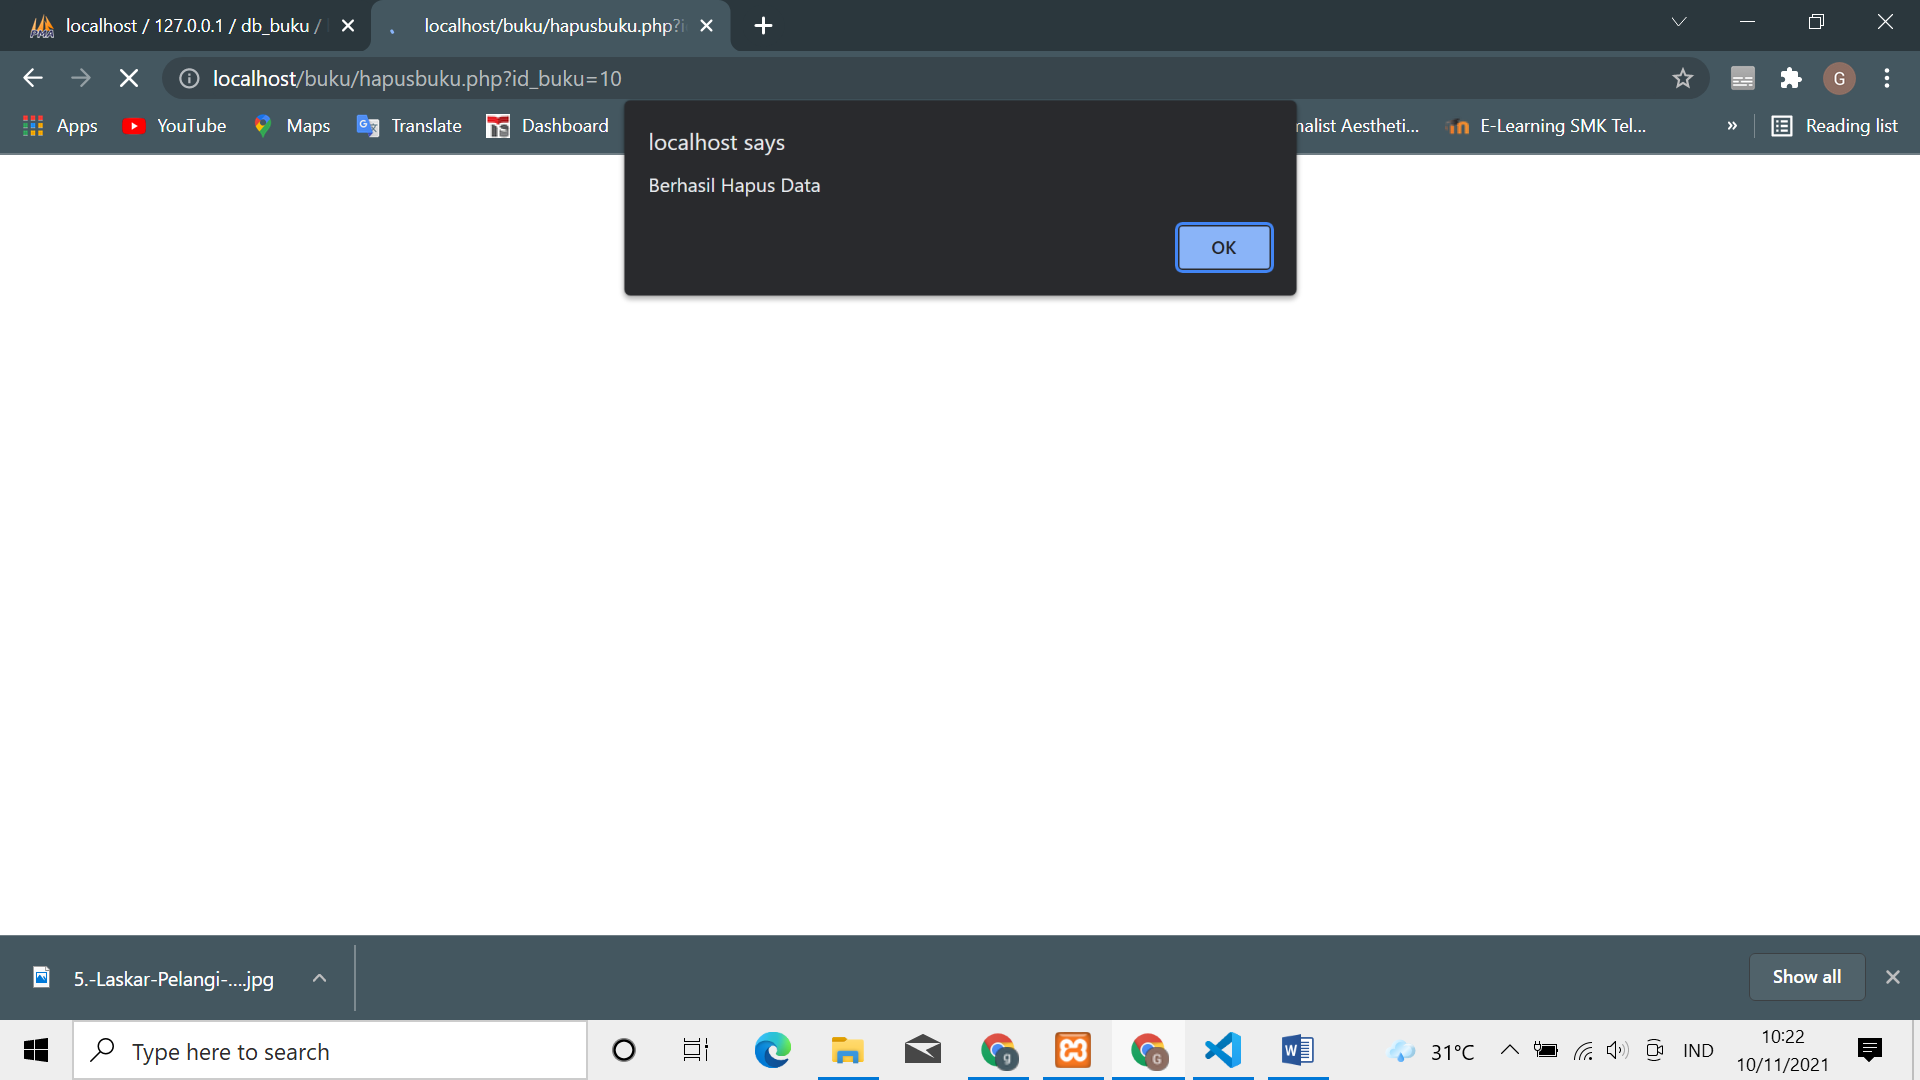 localhost / 127.0.0.1 / db_buku /
localhost/buku/hapusbuku.php?i
localhost/buku/hapusbuku.php?id_buku=10
G
Apps
YouTube
Maps
Translate
Dashboard
malist Aestheti...
E-Learning SMK Tel...
»
Reading list
localhost says
Berhasil Hapus Data
OK
5.-Laskar-Pelangi-....jpg
Show all
Type here to search
31°C
IND
10:22
10/11/2021